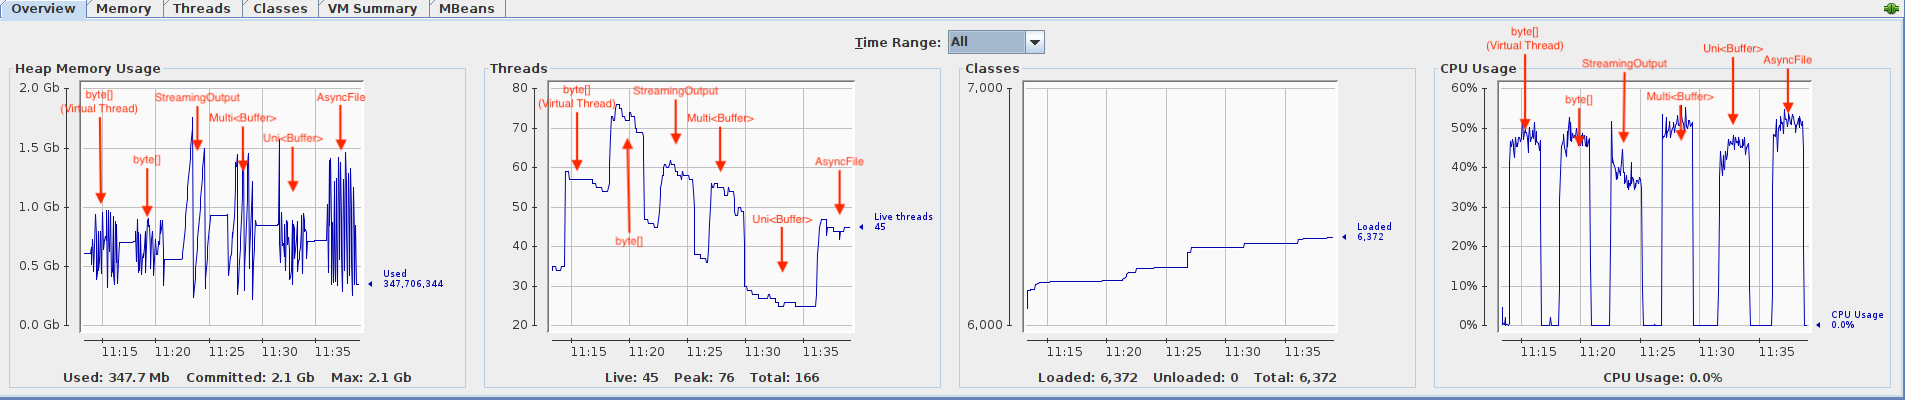 Overview Memory Threads Classes VM Summary MBeans
Time Range: All
Heap Memory Usage
2.0 Gb
1.5 Gb
1.0 Gb
0.5 Gb
0.0 Gb
byte[]
(Virtual Thread)
byte[]
StreamingOutput
Multi<Buffer>
Uni<Buffer>
AsyncFile
Used
347,706,344
11:15 11:20 11:25 11:30 11:35
Used: 347.7 Mb Committed: 2.1 Gb Max: 2.1 Gb
Threads
80
70
60
50
40
30
20
byte[]
(Virtual Thread)
byte[]
StreamingOutput
Multi<Buffer>
Uni<Buffer>
AsyncFile
Live threads
45
11:15 11:20 11:25 11:30 11:35
Live: 45 Peak: 76 Total: 166
Classes
7,000
6,000
Loaded
6,372
11:15 11:20 11:25 11:30 11:35
Loaded: 6,372 Unloaded: 0 Total: 6,372
CPU Usage
60%
50%
40%
30%
20%
10%
0%
byte[]
(Virtual Thread)
byte[]
StreamingOutput
Multi<Buffer>
Uni<Buffer>
AsyncFile
CPU Usage
0.0%
11:15 11:20 11:25 11:30 11:35
CPU Usage: 0.0%